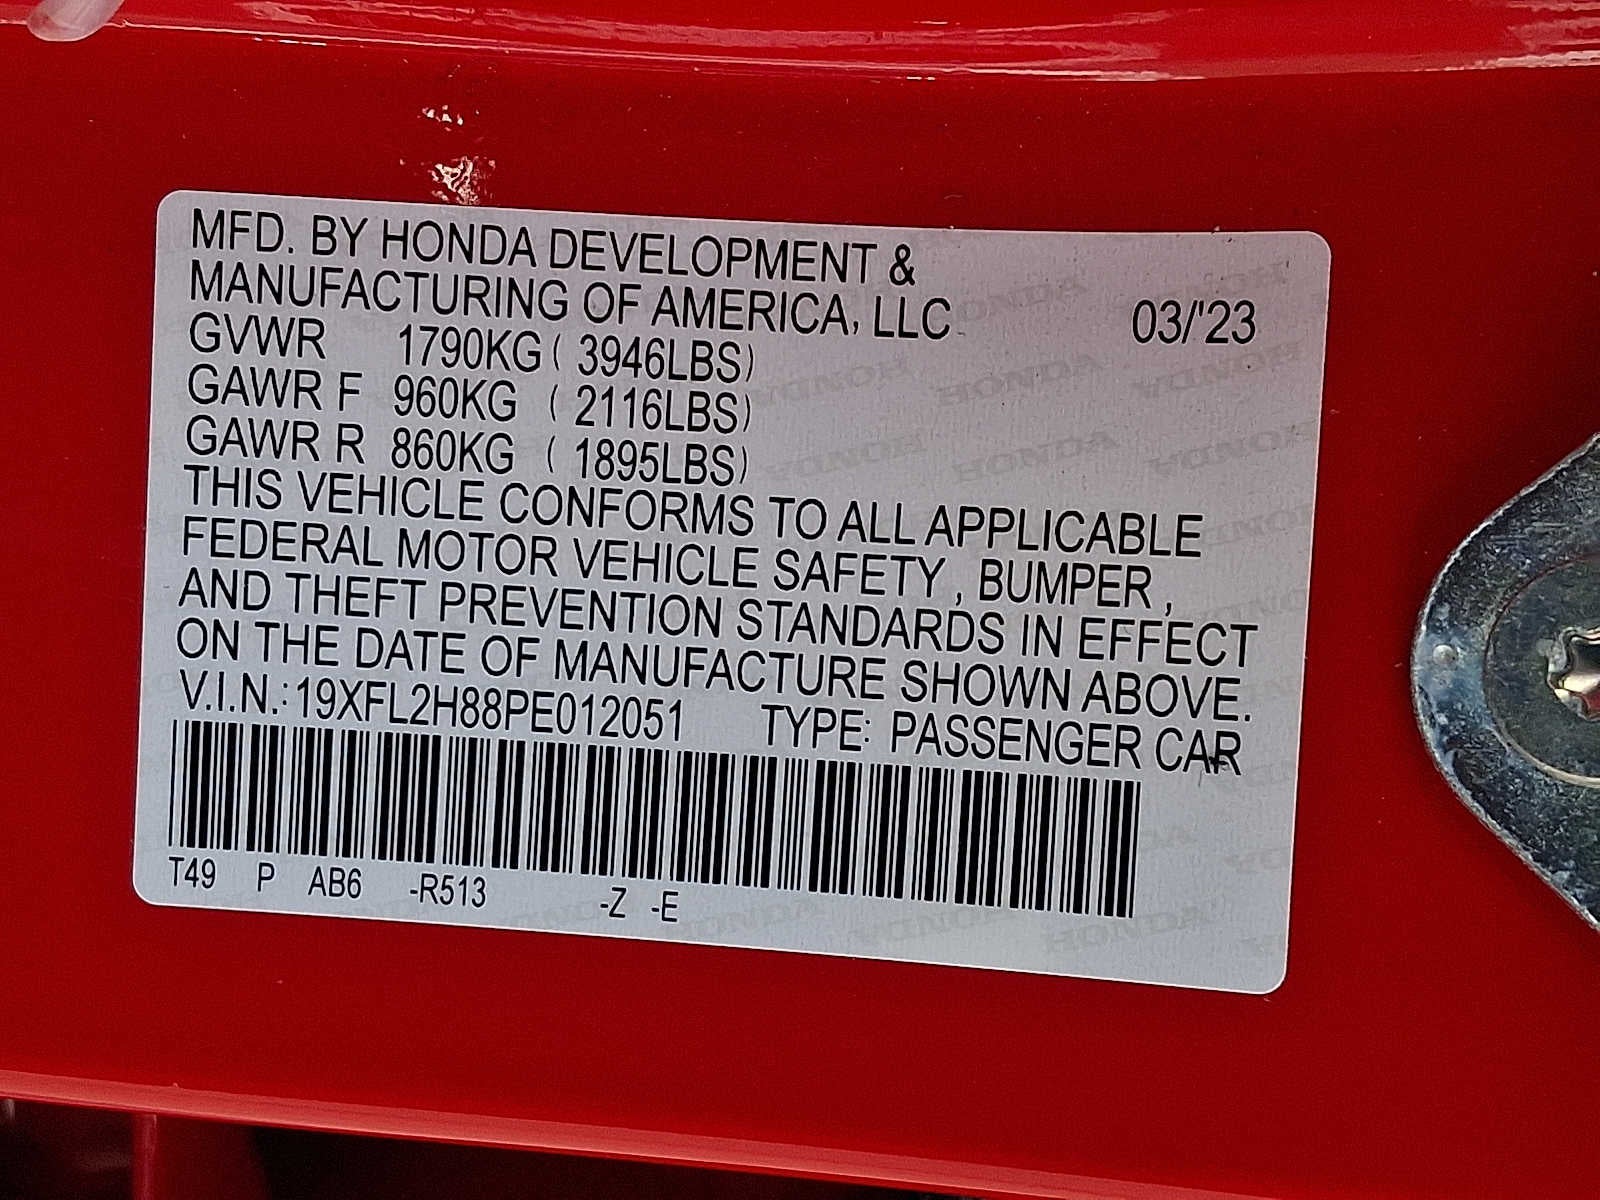 MFD. BY HONDA DEVELOPMENT &
MANUFACTURING OF AMERICA, LLC 03/'23
GVWR 1790KG ( 3946LBS)
GAWR F 960KG ( 2116LBS)
GAWR R 860KG ( 1895LBS)
THIS VEHICLE CONFORMS TO ALL APPLICABLE
FEDERAL MOTOR VEHICLE SAFETY , BUMPER ,
AND THEFT PREVENTION STANDARDS IN EFFECT
ON THE DATE OF MANUFACTURE SHOWN ABOVE.
V.I.N.: 19XFL2H88PE012051 TYPE: PASSENGER CAR
T49 P AB6 -R513 -Z -E